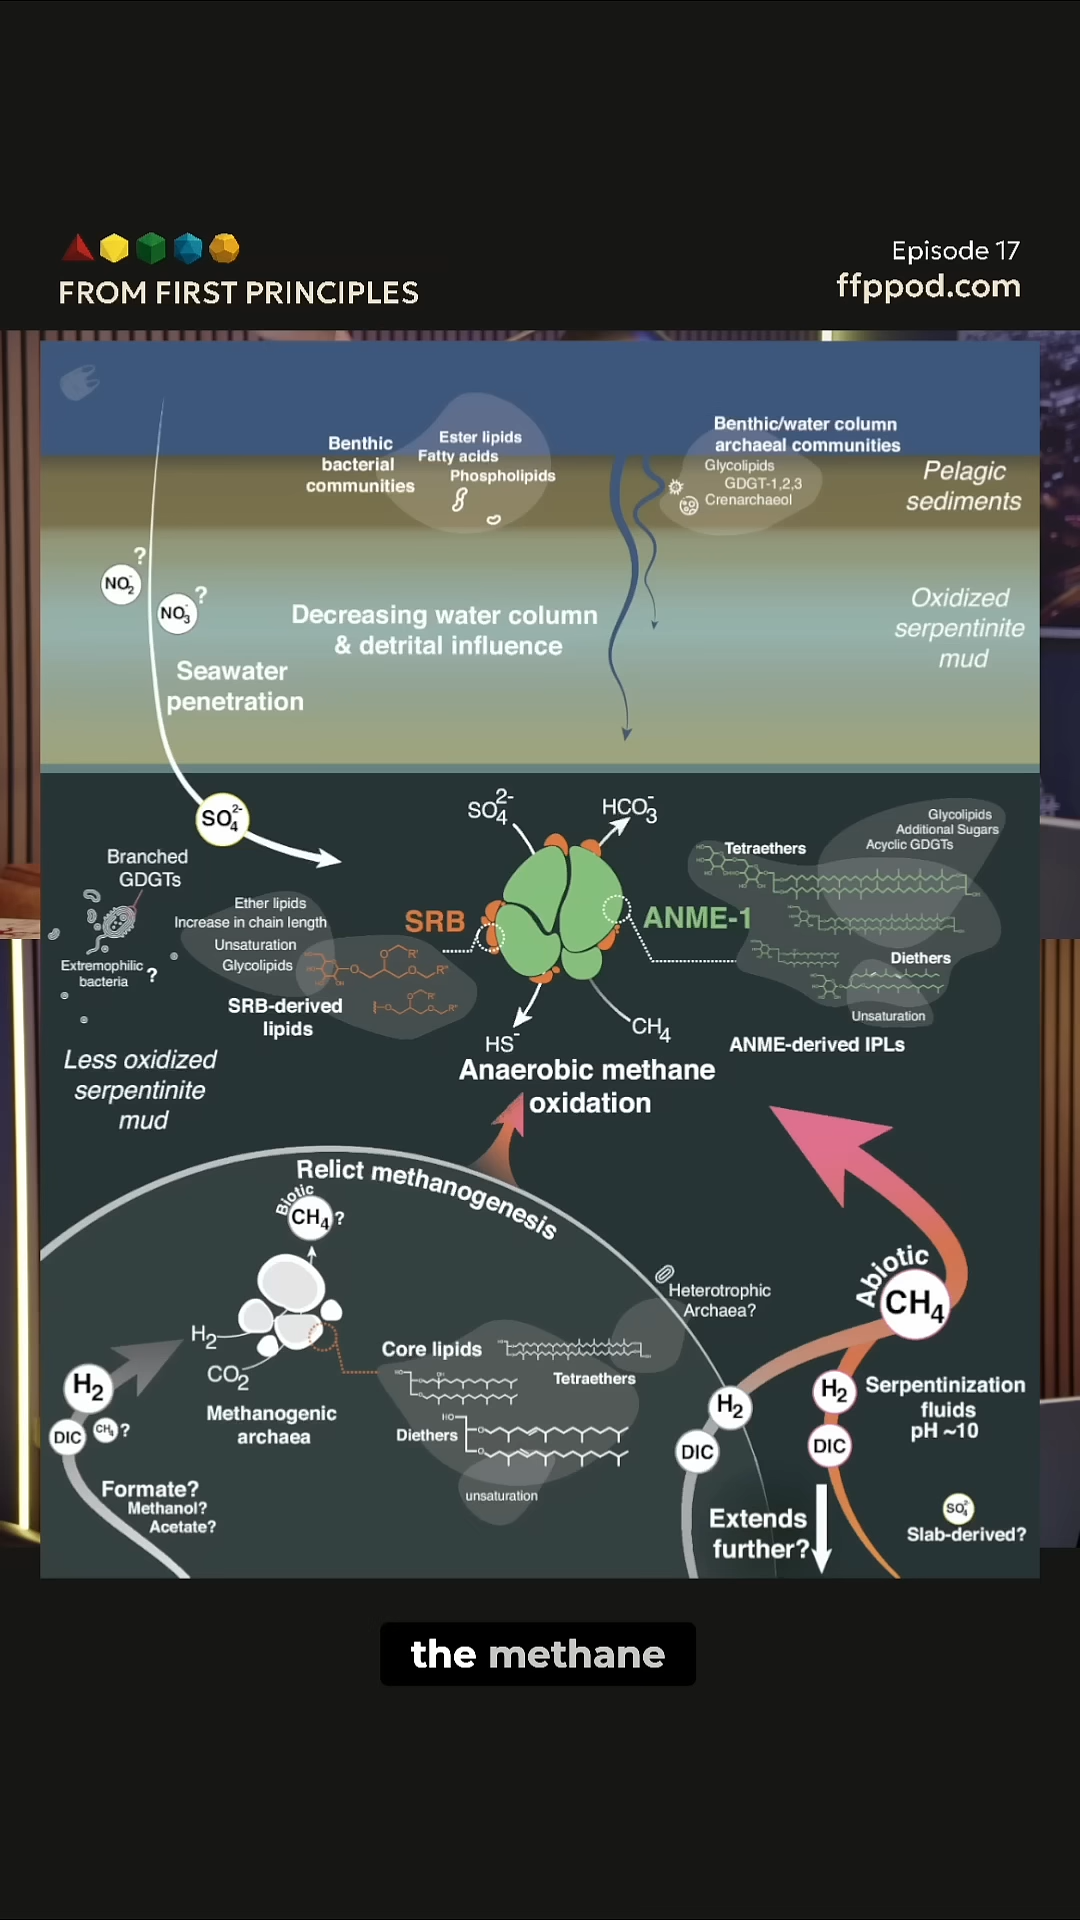 FROM FIRST PRINCIPLES
Episode 17
ffppod.com
Benthic
bacterial
communities
Ester lipids
Fatty acids
Phospholipids
Benthic/water column
archaeal communities
Glycolipids
GDGT-1,2,3
Crenarchaeol
Pelagic
sediments
NO₂⁻ ?
NO₃⁻ ?
Decreasing water column
& detrital influence
Oxidized
serpentinite
mud
Seawater
penetration
SO₄²⁻
SO₄²⁻
HCO₃⁻
Branched
GDGTs
Extremophilic
bacteria ?
Ether lipids
Increase in chain length
Unsaturation
Glycolipids
SRB-derived
lipids
SRB
ANME-1
Tetraethers
Glycolipids
Additional Sugars
Acyclic GDGTs
Diethers
Unsaturation
ANME-derived IPLs
HS⁻
CH₄
Anaerobic methane
oxidation
Less oxidized
serpentinite
mud
Relict methanogenesis
Biotic
CH₄ ?
H₂
CO₂
Methanogenic
archaea
H₂
DIC
CH₄ ?
Formate?
Methanol?
Acetate?
Core lipids
Tetraethers
Diethers
unsaturation
Heterotrophic
Archaea?
Abiotic
CH₄
H₂
DIC
H₂
DIC
Serpentinization
fluids
pH ~10
Extends
further?
SO₄²⁻
Slab-derived?
the methane